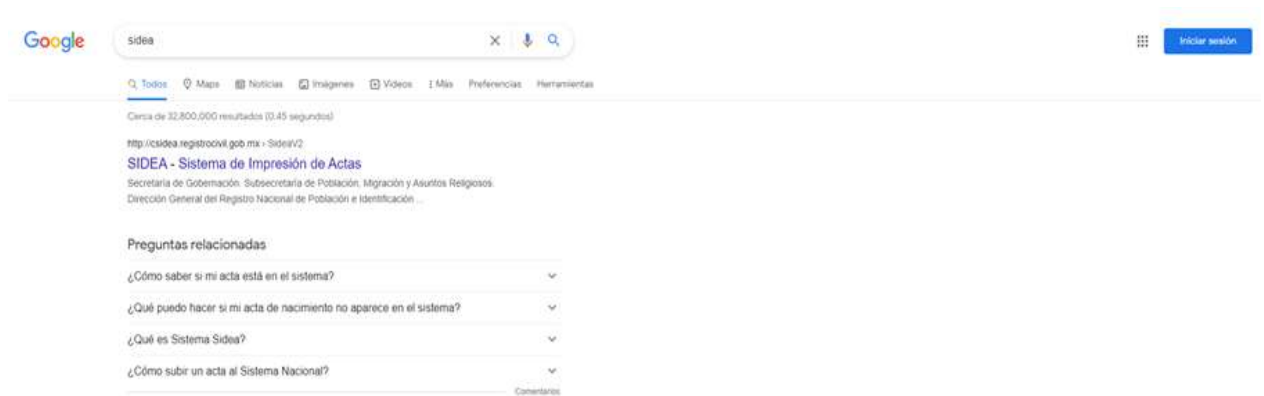 Google
sidea
Iniciar sesión
Todos Maps Noticias Imágenes Videos Más Preferencias Herramientas
Cerca de 32,800,000 resultados (0.45 segundos)
http://csidea.registrocivil.gob.mx › SideaV2
SIDEA - Sistema de Impresión de Actas
Secretaría de Gobernación. Subsecretaría de Población, Migración y Asuntos Religiosos.
Dirección General del Registro Nacional de Población e Identificación ...
Preguntas relacionadas
¿Cómo saber si mi acta está en el sistema?
¿Qué puedo hacer si mi acta de nacimiento no aparece en el sistema?
¿Qué es Sistema Sidea?
¿Cómo subir un acta al Sistema Nacional?
Comentarios